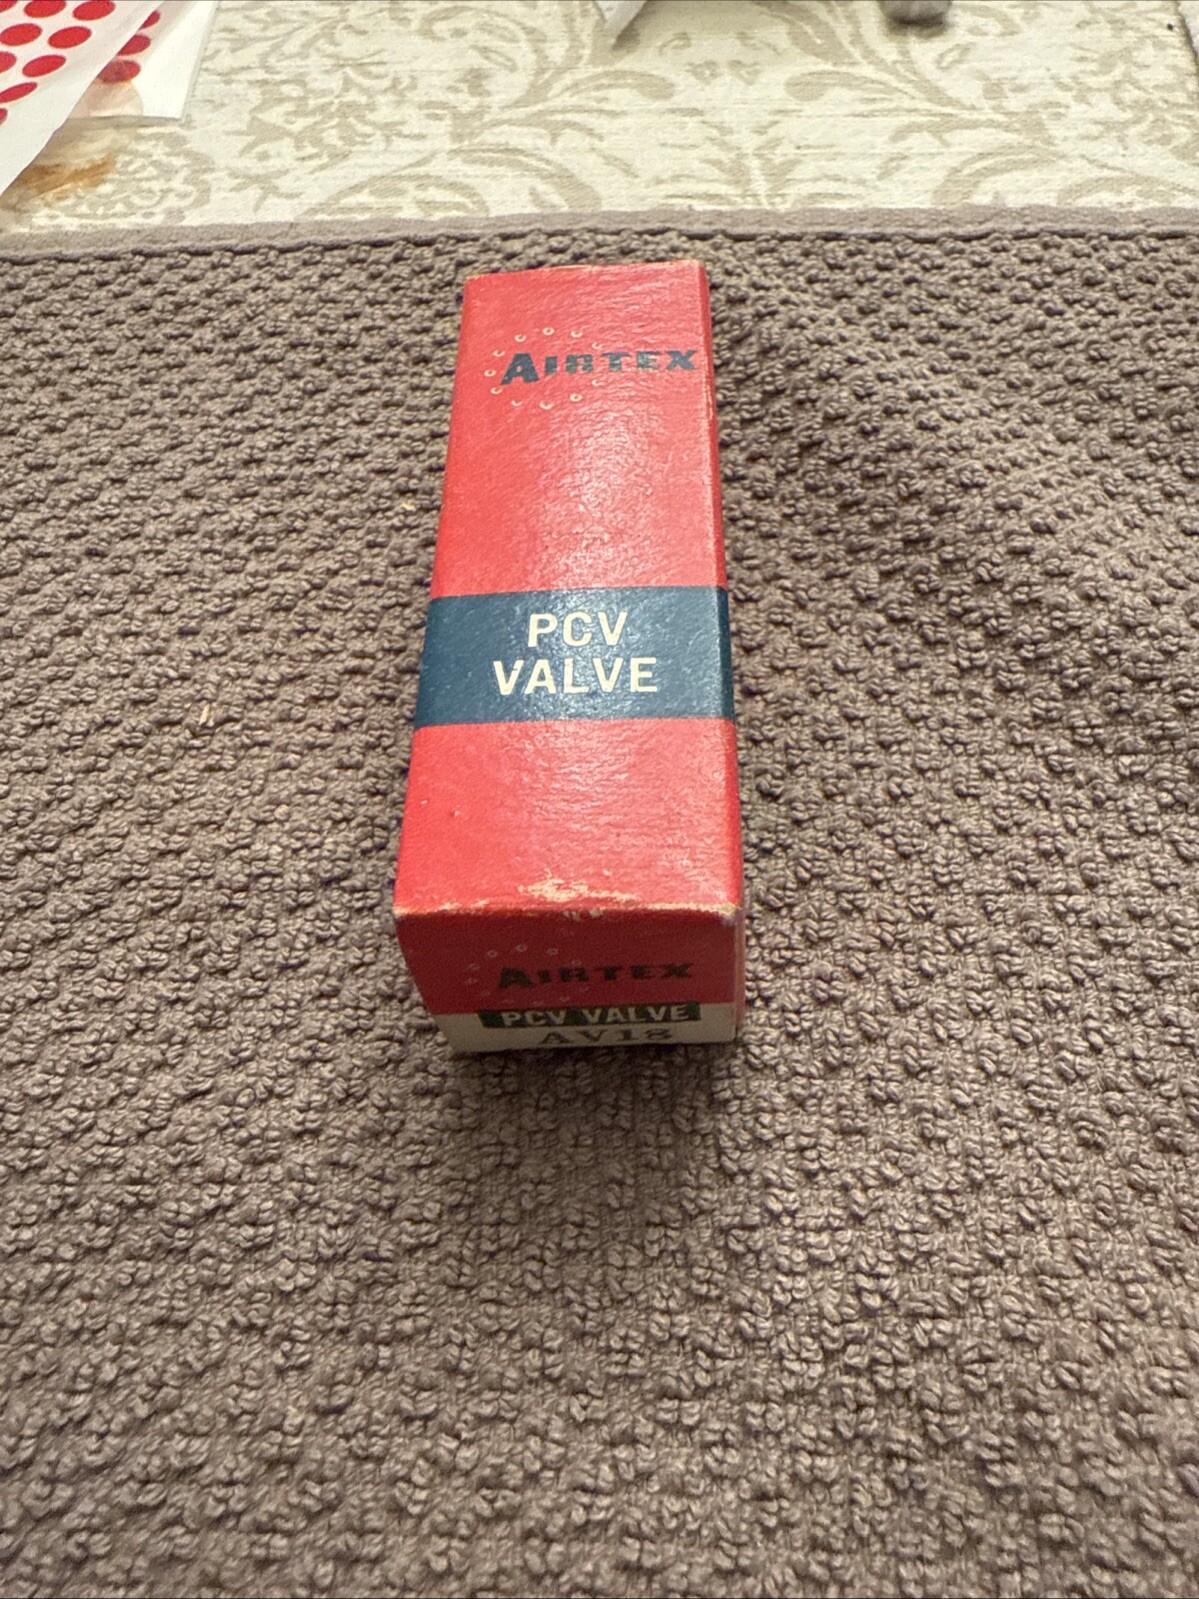 AIRTEX
PCV
VALVE
AIRTEX
PCV VALVE
AV18